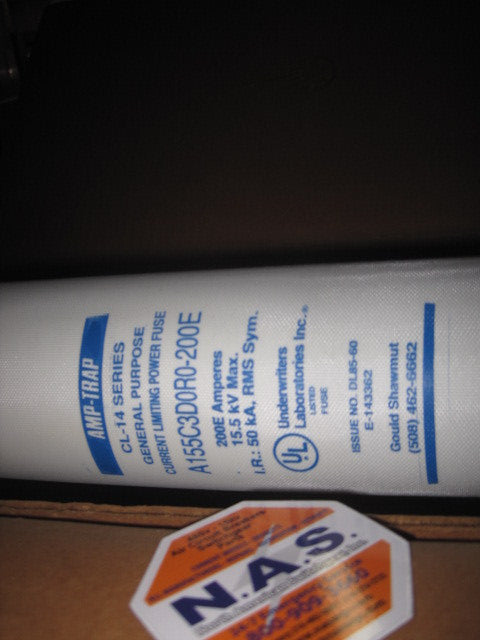 AMP-TRAP
CL-14 SERIES
GENERAL PURPOSE
CURRENT LIMITING POWER FUSE
A155C3D0R0-200E
200E Amperes
15.5 kV Max.
I.R.: 50 kA, RMS Sym.
UL
Underwriters
Laboratories Inc.®
LISTED
FUSE
ISSUE NO. DL85-60
E-143362
Gould Shawmut
(508) 462-6662
N.A.S.